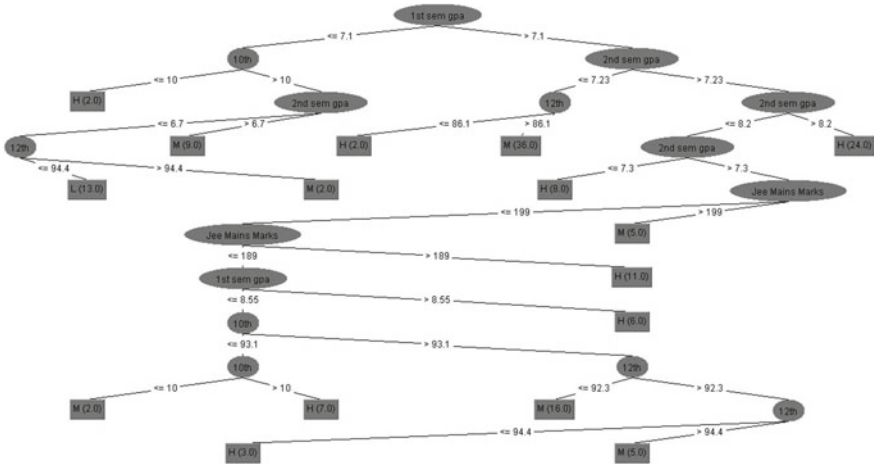 1st sem gpa
<= 7.1 > 7.1
10th 2nd sem gpa
<= 10 > 10 <= 7.23 > 7.23
H (2.0) 2nd sem gpa 12th 2nd sem gpa
<= 6.7 > 6.7 <= 86.1 > 86.1 <= 8.2 > 8.2
12th M (9.0) H (2.0) M (36.0) 2nd sem gpa H (24.0)
<= 94.4 > 94.4 <= 7.3 > 7.3
L (13.0) M (2.0) H (8.0) Jee Mains Marks
<= 199 > 199
Jee Mains Marks M (5.0)
<= 189 > 189
1st sem gpa H (11.0)
<= 8.55 > 8.55
10th H (6.0)
<= 93.1 > 93.1
10th 12th
<= 10 > 10 <= 92.3 > 92.3
M (2.0) H (7.0) M (16.0) 12th
<= 94.4 > 94.4
H (3.0) M (5.0)